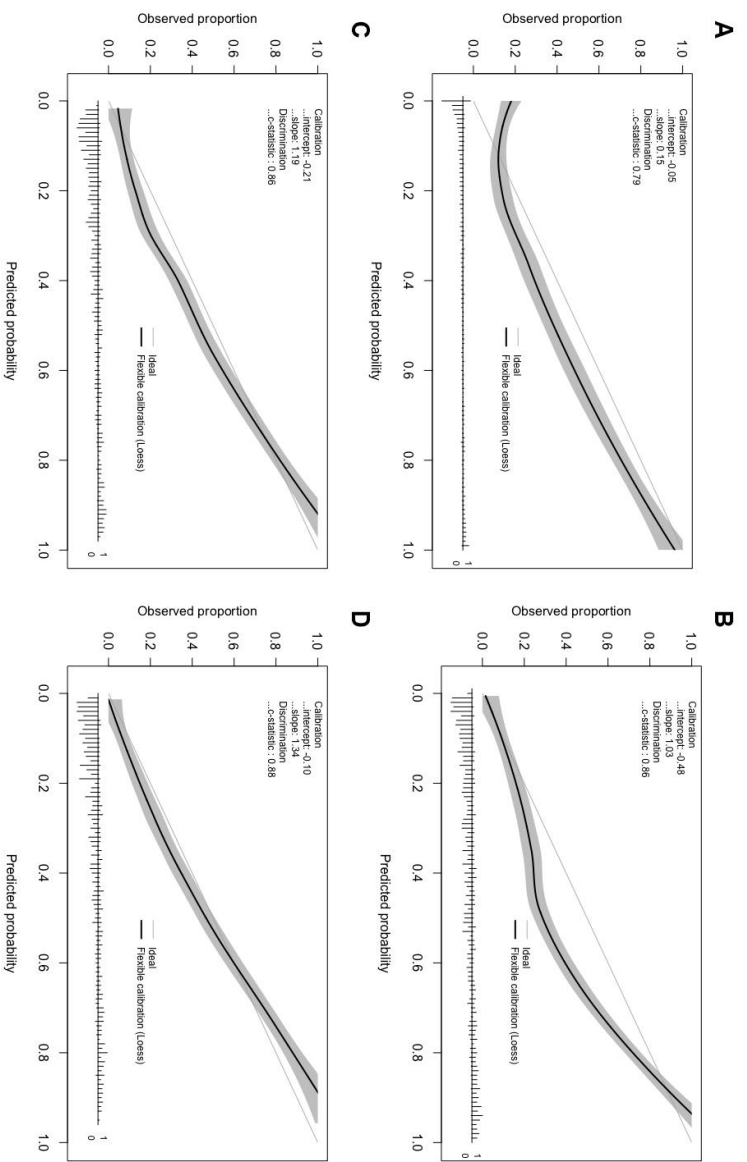 A
Observed proportion
1.0
0.8
0.6
0.4
0.2
0.0
Calibration
...intercept: -0.05
...slope: 0.15
Discrimination
...c-statistic : 0.79
Ideal
Flexible calibration (Loess)
1
0
0.0 0.2 0.4 0.6 0.8 1.0
Predicted probability
B
Observed proportion
1.0
0.8
0.6
0.4
0.2
0.0
Calibration
...intercept: -0.48
...slope: 1.03
Discrimination
...c-statistic : 0.86
Ideal
Flexible calibration (Loess)
1
0
0.0 0.2 0.4 0.6 0.8 1.0
Predicted probability
C
Observed proportion
1.0
0.8
0.6
0.4
0.2
0.0
Calibration
...intercept: -0.21
...slope: 1.19
Discrimination
...c-statistic : 0.86
Ideal
Flexible calibration (Loess)
1
0
0.0 0.2 0.4 0.6 0.8 1.0
Predicted probability
D
Observed proportion
1.0
0.8
0.6
0.4
0.2
0.0
Calibration
...intercept: -0.10
...slope: 1.34
Discrimination
...c-statistic : 0.88
Ideal
Flexible calibration (Loess)
1
0
0.0 0.2 0.4 0.6 0.8 1.0
Predicted probability